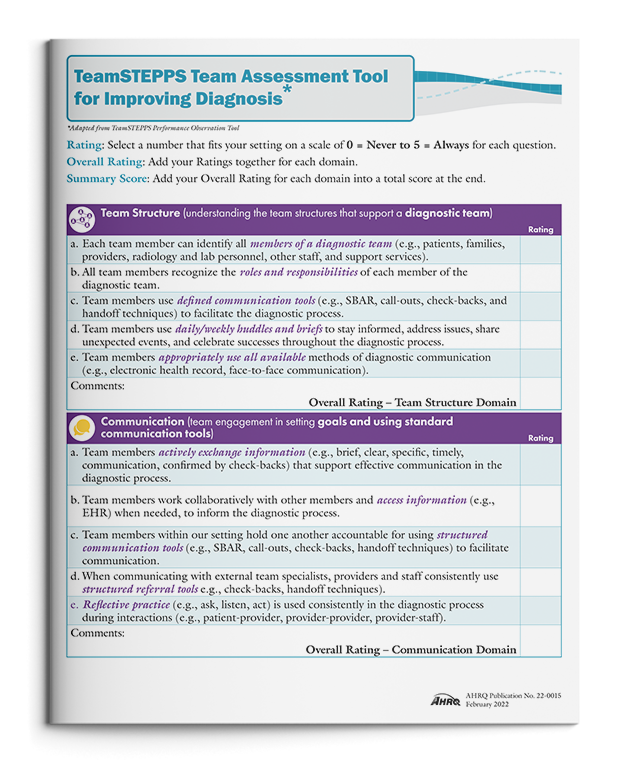 TeamSTEPPS Team Assessment Tool
for Improving Diagnosis*
*Adapted from TeamSTEPPS Performance Observation Tool
Rating: Select a number that fits your setting on a scale of 0 = Never to 5 = Always for each question.
Overall Rating: Add your Ratings together for each domain.
Summary Score: Add your Overall Rating for each domain into a total score at the end.
Team Structure (understanding the team structures that support a diagnostic team)
Rating
a. Each team member can identify all members of a diagnostic team (e.g., patients, families,
providers, radiology and lab personnel, other staff, and support services).
b. All team members recognize the roles and responsibilities of each member of the
diagnostic team.
c. Team members use defined communication tools (e.g., SBAR, call-outs, check-backs, and
handoff techniques) to facilitate the diagnostic process.
d. Team members use daily/weekly huddles and briefs to stay informed, address issues, share
unexpected events, and celebrate successes throughout the diagnostic process.
e. Team members appropriately use all available methods of diagnostic communication
(e.g., electronic health record, face-to-face communication).
Comments:
Overall Rating – Team Structure Domain
Communication (team engagement in setting goals and using standard
communication tools)
Rating
a. Team members actively exchange information (e.g., brief, clear, specific, timely,
communication, confirmed by check-backs) that support effective communication in the
diagnostic process.
b. Team members work collaboratively with other members and access information (e.g.,
EHR) when needed, to inform the diagnostic process.
c. Team members within our setting hold one another accountable for using structured
communication tools (e.g., SBAR, call-outs, check-backs, handoff techniques) to facilitate
communication.
d. When communicating with external team specialists, providers and staff consistently use
structured referral tools e.g., check-backs, handoff techniques).
e. Reflective practice (e.g., ask, listen, act) is used consistently in the diagnostic process
during interactions (e.g., patient-provider, provider-provider, provider-staff).
Comments:
Overall Rating – Communication Domain
AHRQ
AHRQ Publication No. 22-0015
February 2022